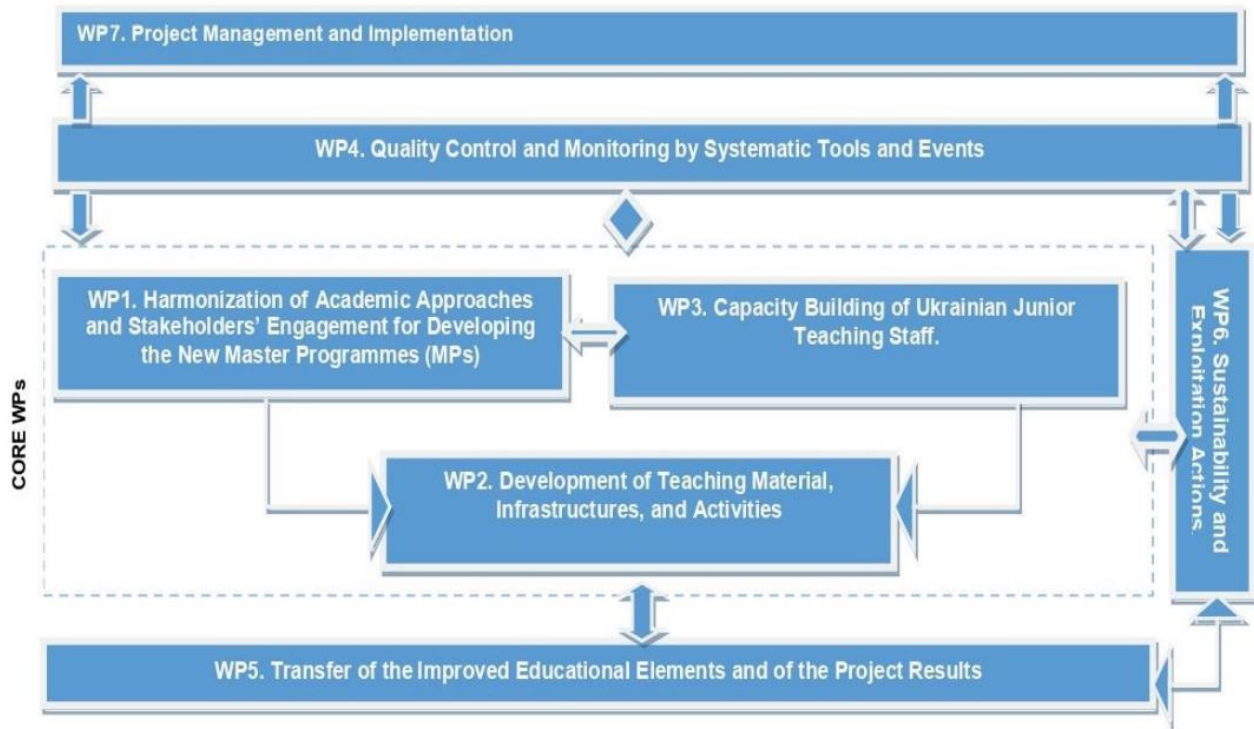 WP7. Project Management and Implementation
WP4. Quality Control and Monitoring by Systematic Tools and Events
WP1. Harmonization of Academic Approaches
and Stakeholders’ Engagement for Developing
the New Master Programmes (MPs)
WP3. Capacity Building of Ukrainian Junior
Teaching Staff.
WP6. Sustainability and
Exploitation Actions.
CORE WPs
WP2. Development of Teaching Material,
Infrastructures, and Activities
WP5. Transfer of the Improved Educational Elements and of the Project Results